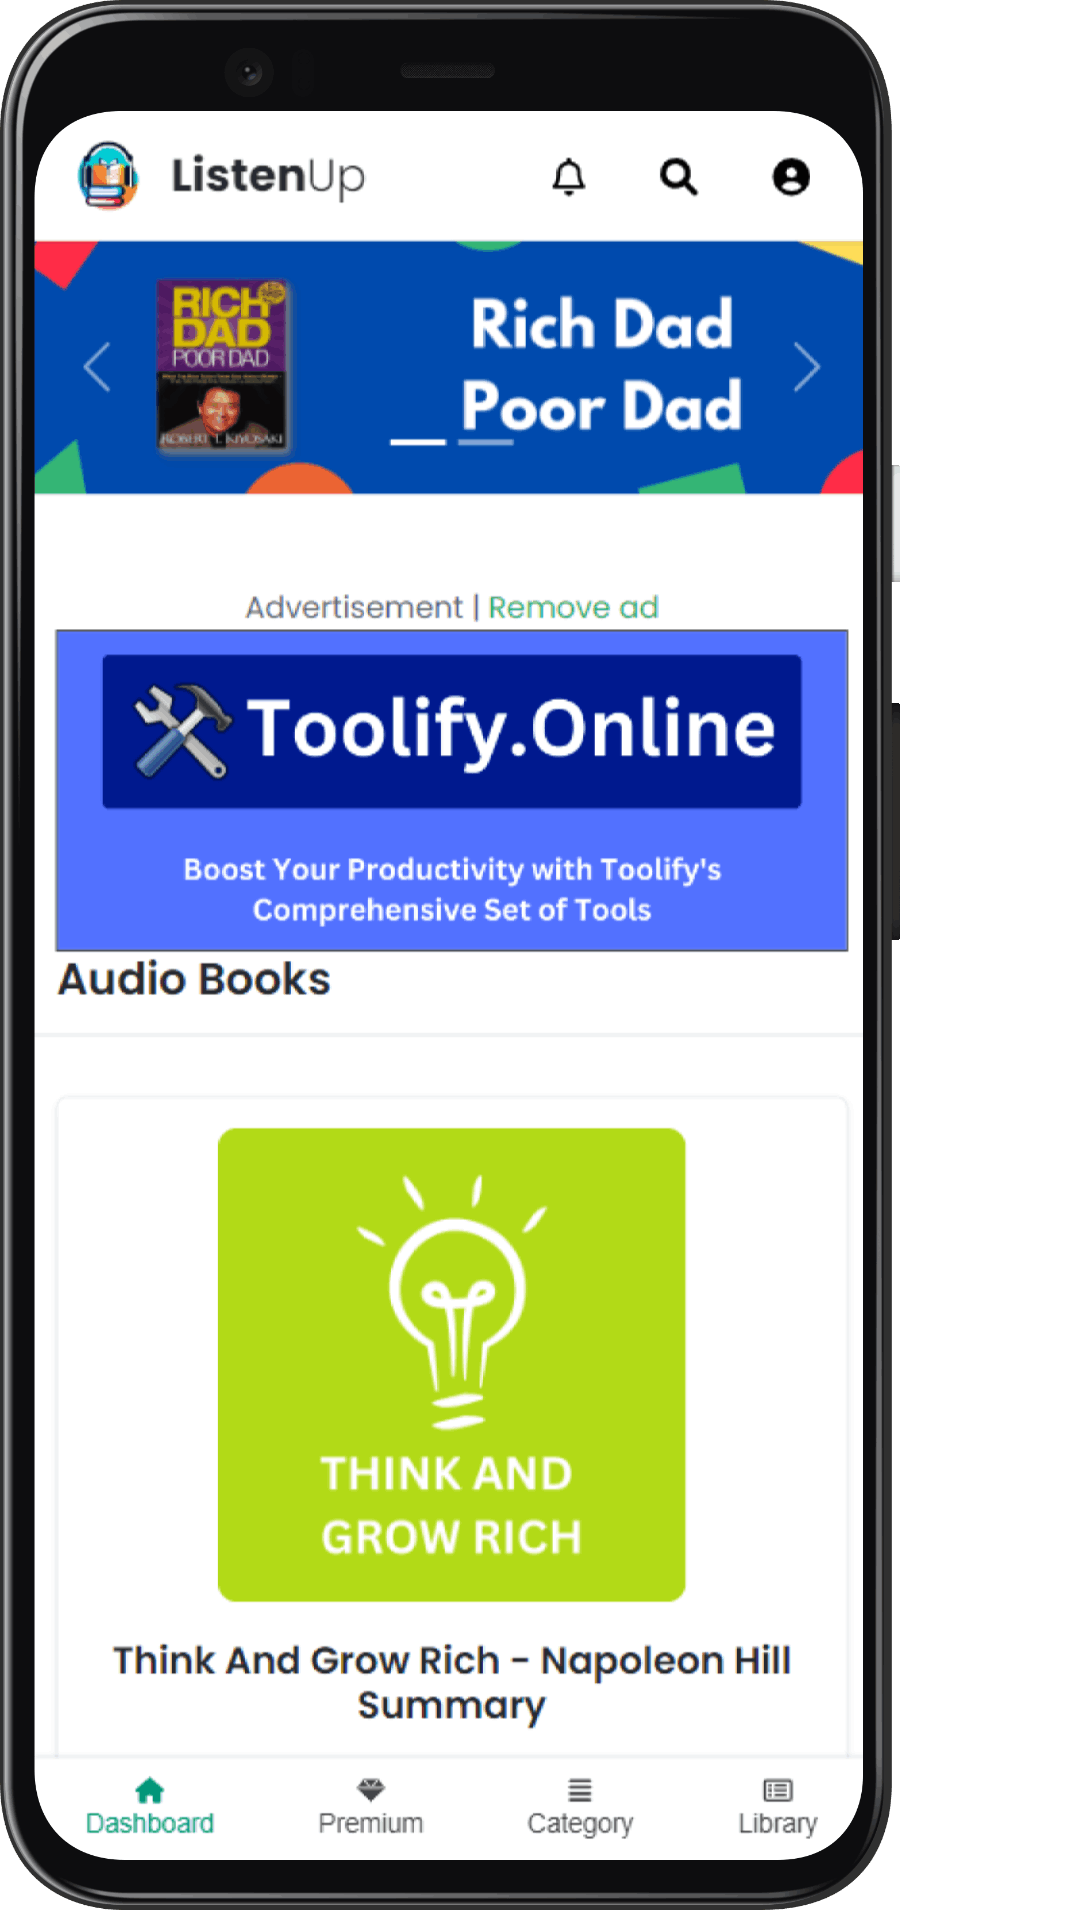 ListenUp
RICH
DAD
POOR DAD
ROBERT T. KIYOSAKI
Rich Dad
Poor Dad
Advertisement | Remove ad
Toolify.Online
Boost Your Productivity with Toolify's
Comprehensive Set of Tools
Audio Books
THINK AND
GROW RICH
Think And Grow Rich - Napoleon Hill
Summary
Dashboard
Premium
Category
Library